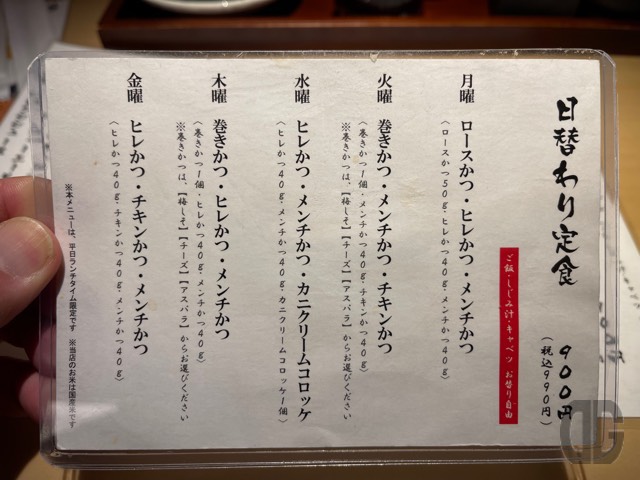 日替わり定食
900円
(税込990円)
ご飯・しじみ汁・キャベツ お替り自由
月曜 ロースかつ・ヒレかつ・メンチかつ
〈ロースかつ50g・ヒレかつ40g・メンチかつ40g〉
火曜 巻きかつ・メンチかつ・チキンかつ
〈巻きかつ1個・メンチかつ40g・チキンかつ40g〉
※巻きかつは、【梅しそ】【チーズ】【アスパラ】からお選びください
水曜 ヒレかつ・メンチかつ・カニクリームコロッケ
〈ヒレかつ40g・メンチかつ40g・カニクリームコロッケ1個〉
木曜 巻きかつ・ヒレかつ・メンチかつ
〈巻きかつ1個・ヒレかつ40g・メンチかつ40g〉
※巻きかつは、【梅しそ】【チーズ】【アスパラ】からお選びください
金曜 ヒレかつ・チキンかつ・メンチかつ
〈ヒレかつ40g・チキンかつ40g・メンチかつ40g〉
※本メニューは、平日ランチタイム限定です ※当店のお米は国産米です